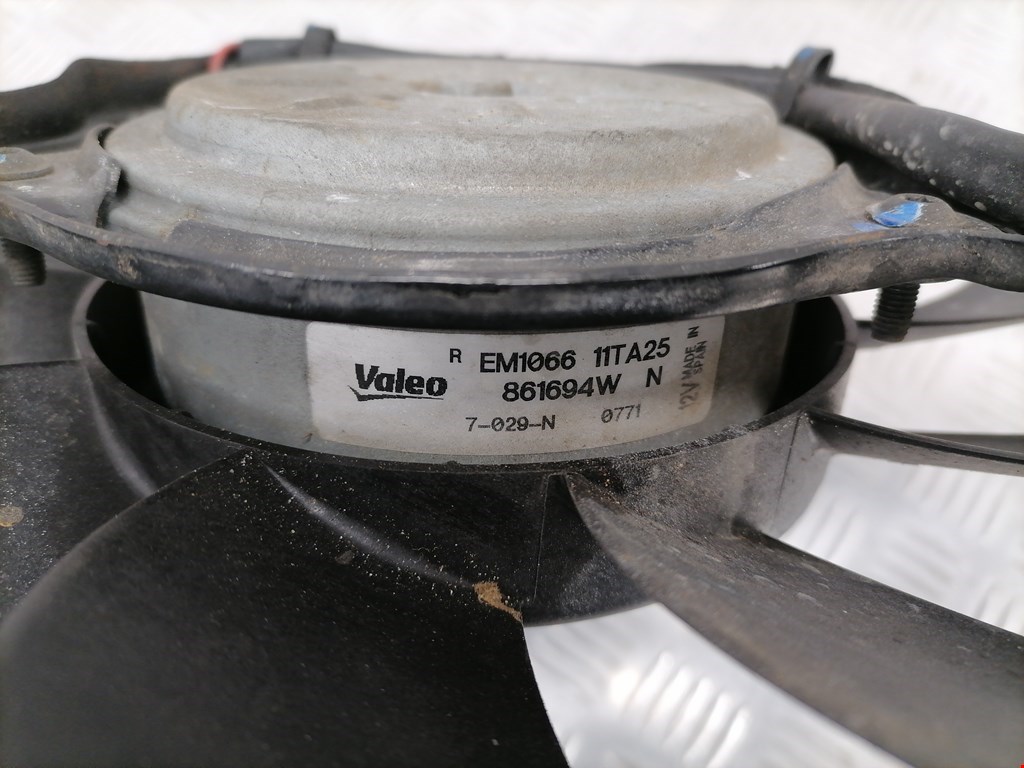 Valeo
R EM1066 11TA25
861694W N
7-029-N 0771
12V MADE IN SPAIN